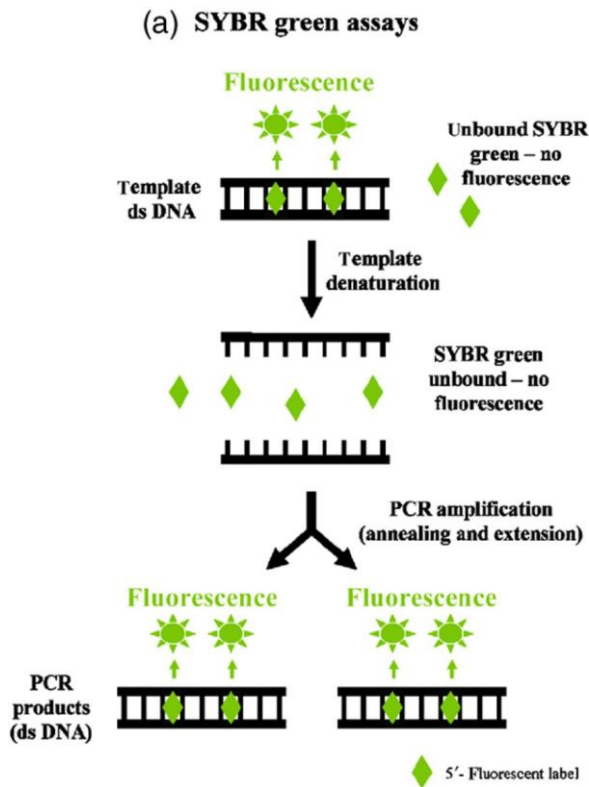 (a) SYBR green assays
Fluorescence
Unbound SYBR
green – no
fluorescence
Template
ds DNA
Template
denaturation
SYBR green
unbound – no
fluorescence
PCR amplification
(annealing and extension)
Fluorescence
Fluorescence
PCR
products
(ds DNA)
5′- Fluorescent label